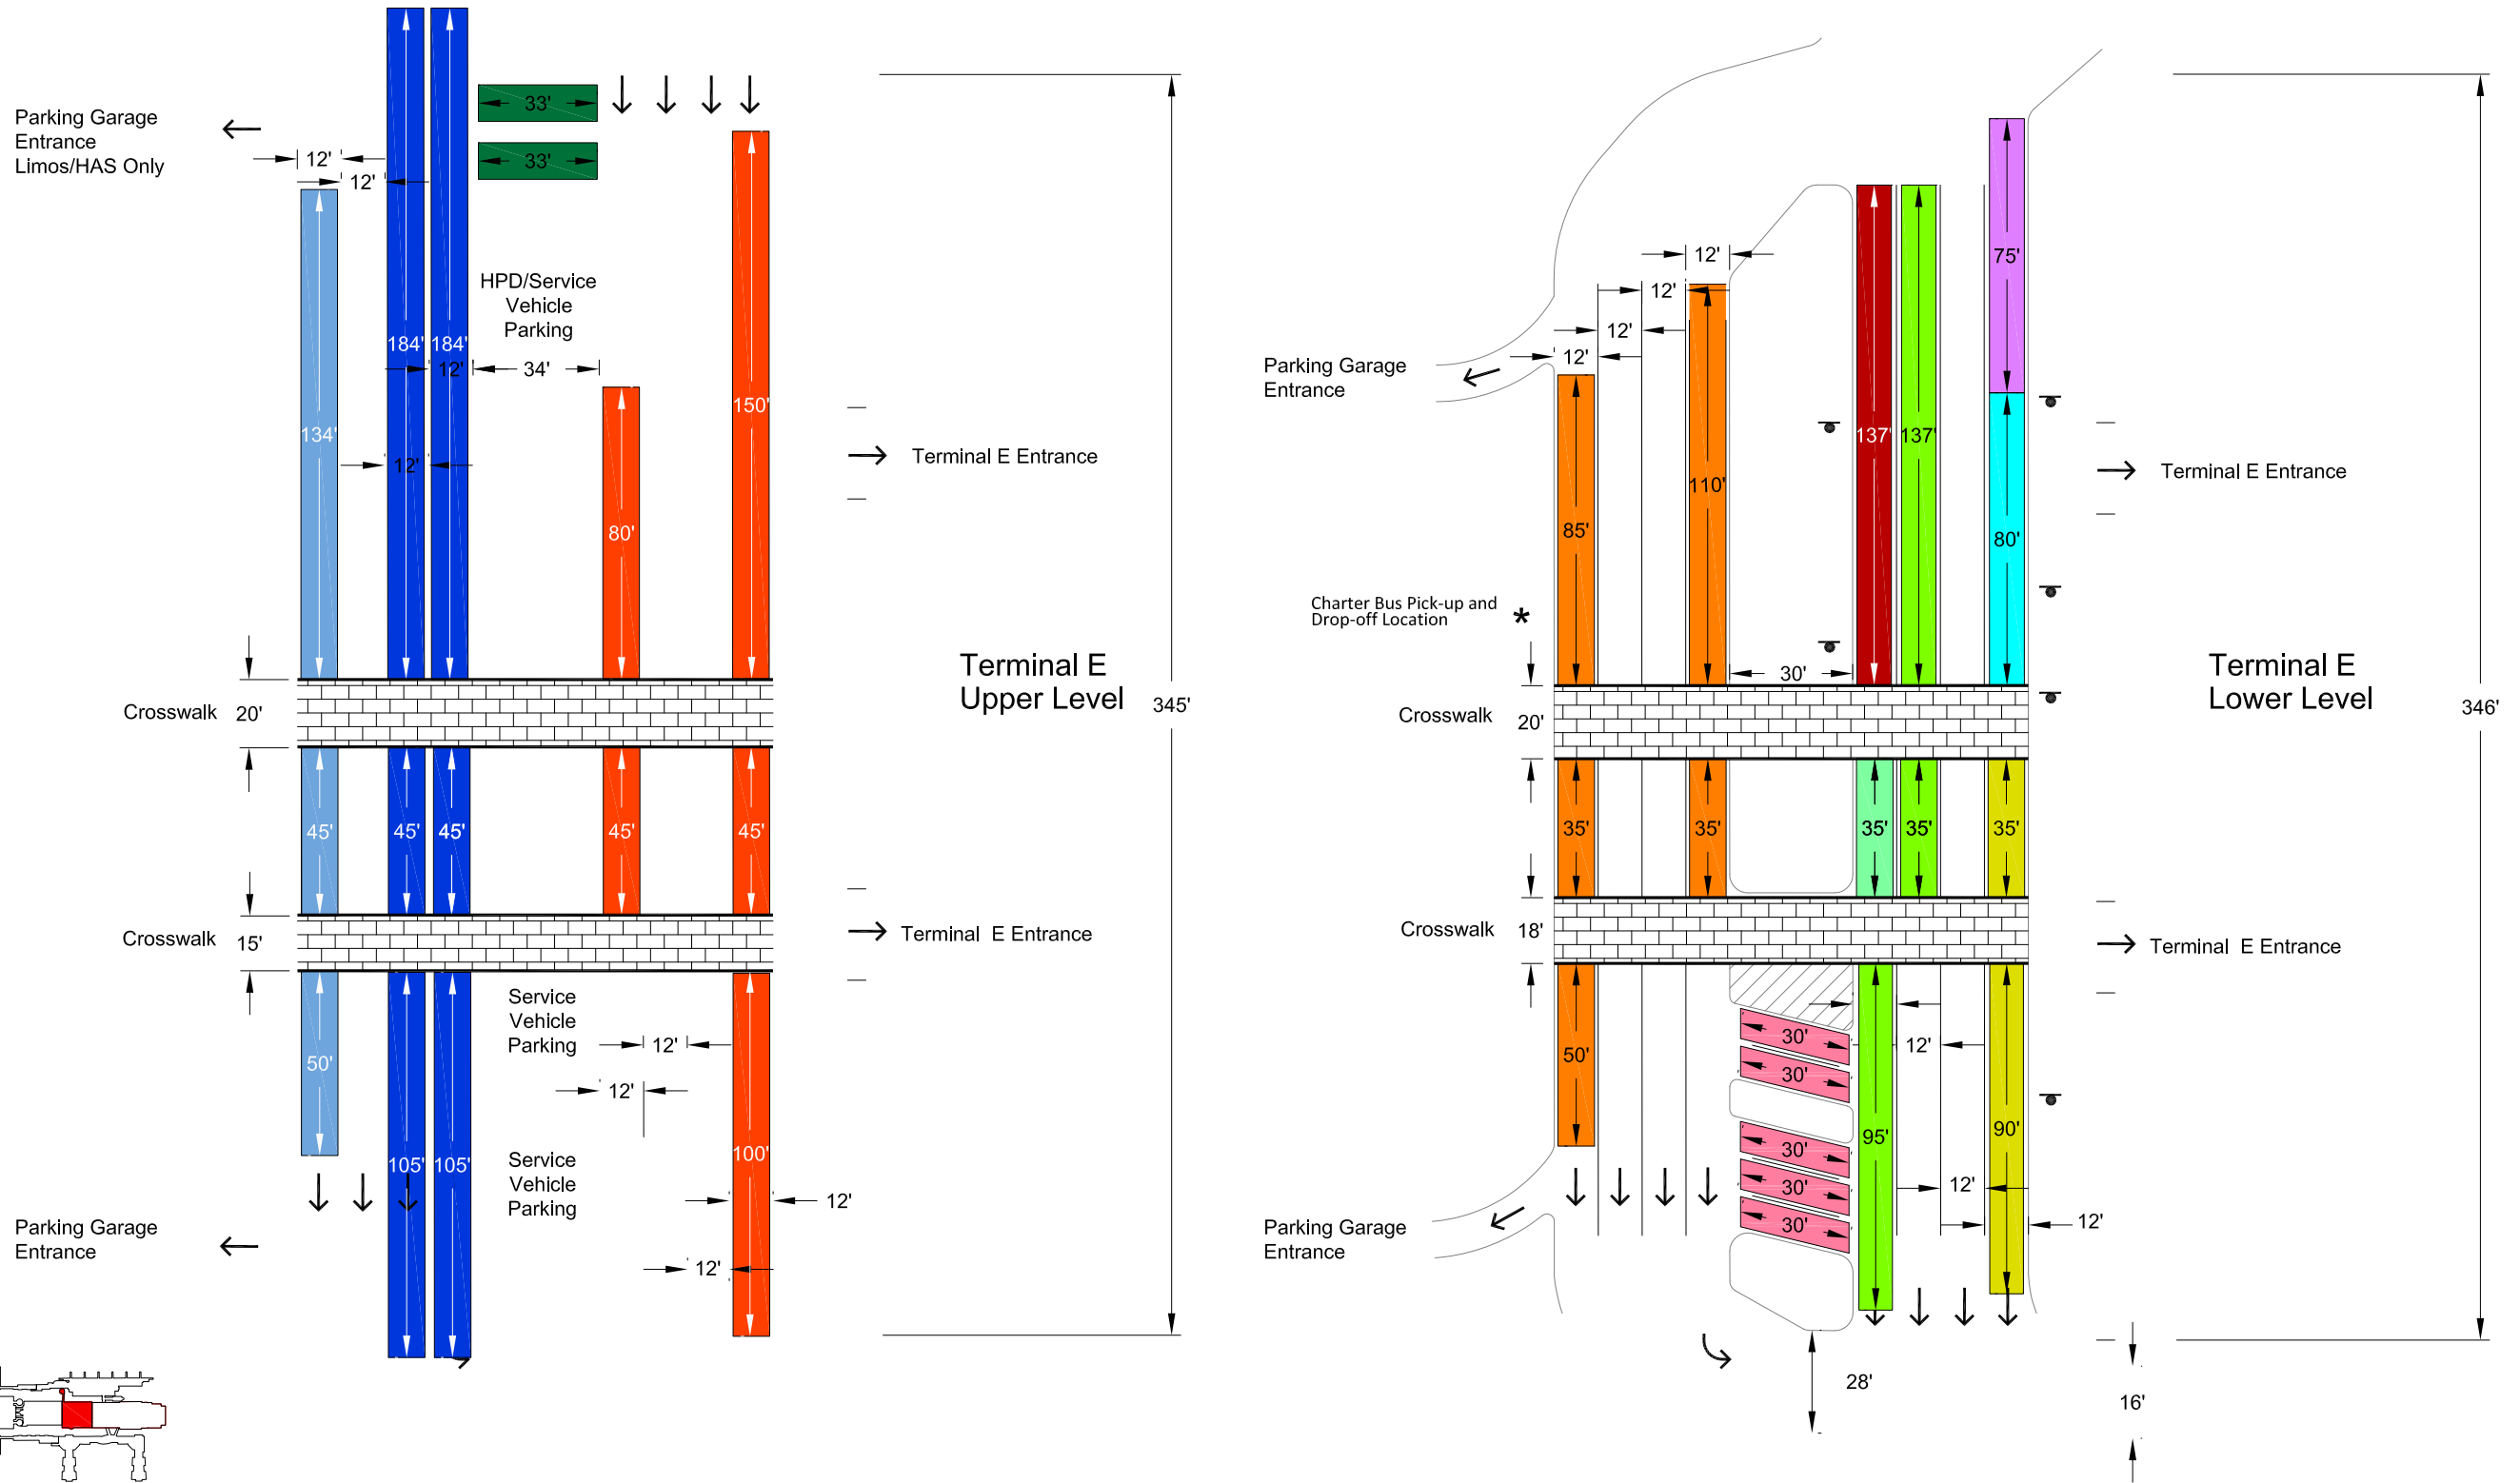 Parking Garage
Entrance
Limos/HAS Only
12'
12'
33'
33'
HPD/Service
Vehicle
Parking
184'
184'
12'
34'
134'
12'
150'
80'
Terminal E Entrance
Terminal E
Upper Level
345'
Crosswalk
20'
45'
45'
45'
45'
45'
Crosswalk
15'
Terminal  E Entrance
50'
Service
Vehicle
Parking
12'
12'
105'
105'
Service
Vehicle
Parking
100'
12'
12'
Parking Garage
Entrance
12'
12'
12'
12'
Parking Garage
Entrance
75'
85'
110'
137'
137'
80'
Terminal E Entrance
Charter Bus Pick-up and
Drop-off Location
*
30'
Terminal E
Lower Level
346'
Crosswalk
20'
35'
35'
35'
35'
35'
Crosswalk
18'
Terminal  E Entrance
50'
30'
30'
30'
30'
30'
12'
95'
90'
12'
12'
Parking Garage
Entrance
28'
16'